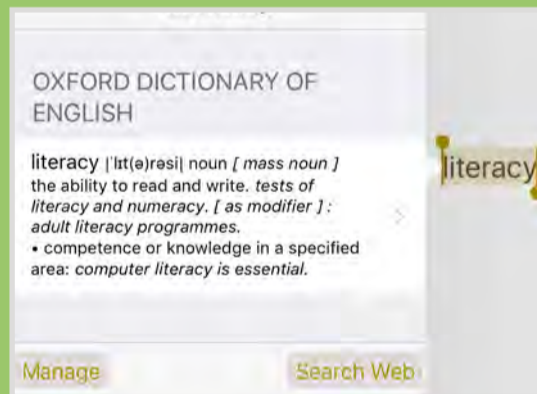 OXFORD DICTIONARY OF
ENGLISH
literacy |ˈlɪt(ə)rəsi| noun [ mass noun ]
the ability to read and write. tests of
literacy and numeracy. [ as modifier ] :
adult literacy programmes.
• competence or knowledge in a specified
area: computer literacy is essential.
Manage
Search Web
literacy